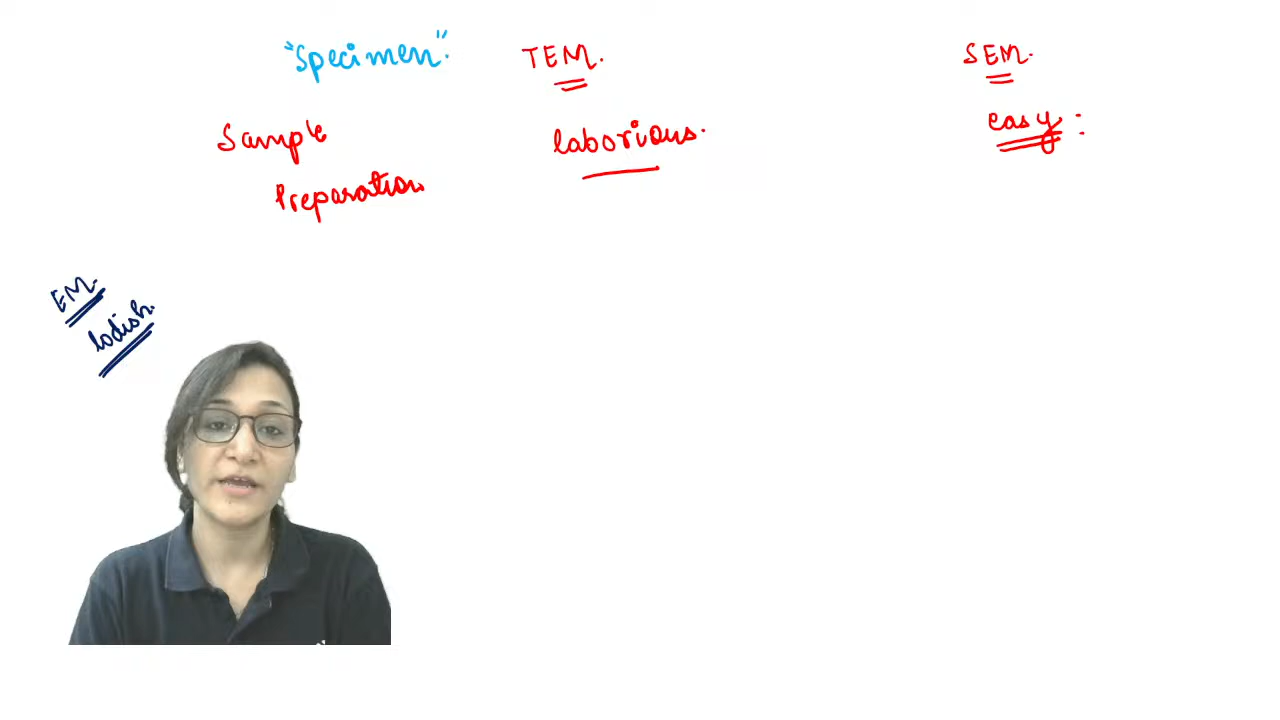 "Specimen". TEM. SEM.
Sample laborious. easy:
Preparation
EM.
lodish.